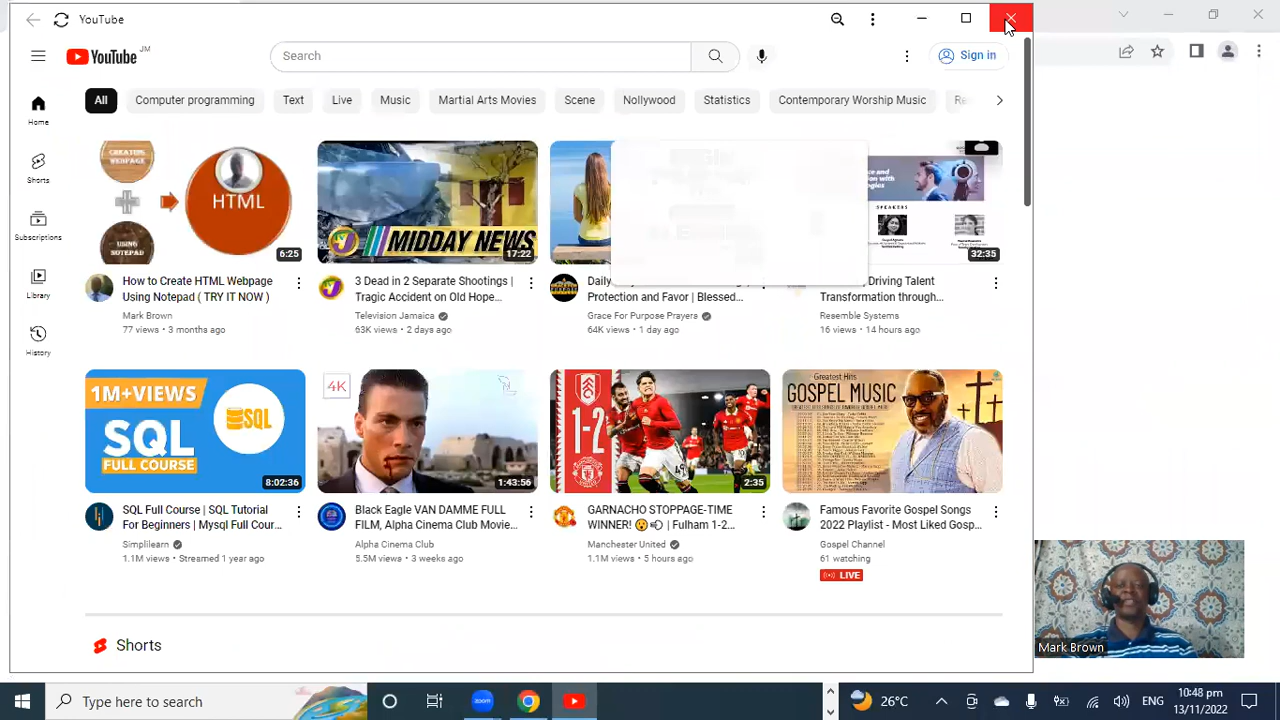 YouTube
YouTube JM
Search
Sign in
All
Computer programming
Text
Live
Music
Martial Arts Movies
Scene
Nollywood
Statistics
Contemporary Worship Music
Re
Home
Shorts
Subscriptions
Library
History
CREATING
WEBPAGE
HTML
USING
NOTEPAD
6:25
MIDDAY NEWS
17:22
SPEAKERS
32:35
How to Create HTML Webpage
Using Notepad ( TRY IT NOW )
Mark Brown
77 views • 3 months ago
3 Dead in 2 Separate Shootings |
Tragic Accident on Old Hope...
Television Jamaica
63K views • 2 days ago
Daily
Protection and Favor | Blessed...
Grace For Purpose Prayers
64K views • 1 day ago
Driving Talent
Transformation through...
Resemble Systems
16 views • 14 hours ago
1M+VIEWS
SQL
FULL COURSE
8:02:36
4K
1:43:56
1-2
2:35
Greatest Hits
GOSPEL MUSIC
SQL Full Course | SQL Tutorial
For Beginners | Mysql Full Cour...
Simplilearn
1.1M views • Streamed 1 year ago
Black Eagle VAN DAMME FULL
FILM, Alpha Cinema Club Movie...
Alpha Cinema Club
5.5M views • 3 weeks ago
GARNACHO STOPPAGE-TIME
WINNER! 😮💨 | Fulham 1-2...
Manchester United
1.1M views • 5 hours ago
Famous Favorite Gospel Songs
2022 Playlist - Most Liked Gosp...
Gospel Channel
61 watching
LIVE
Shorts
Mark Brown
Type here to search
zoom
26°C
ENG
10:48 pm
13/11/2022